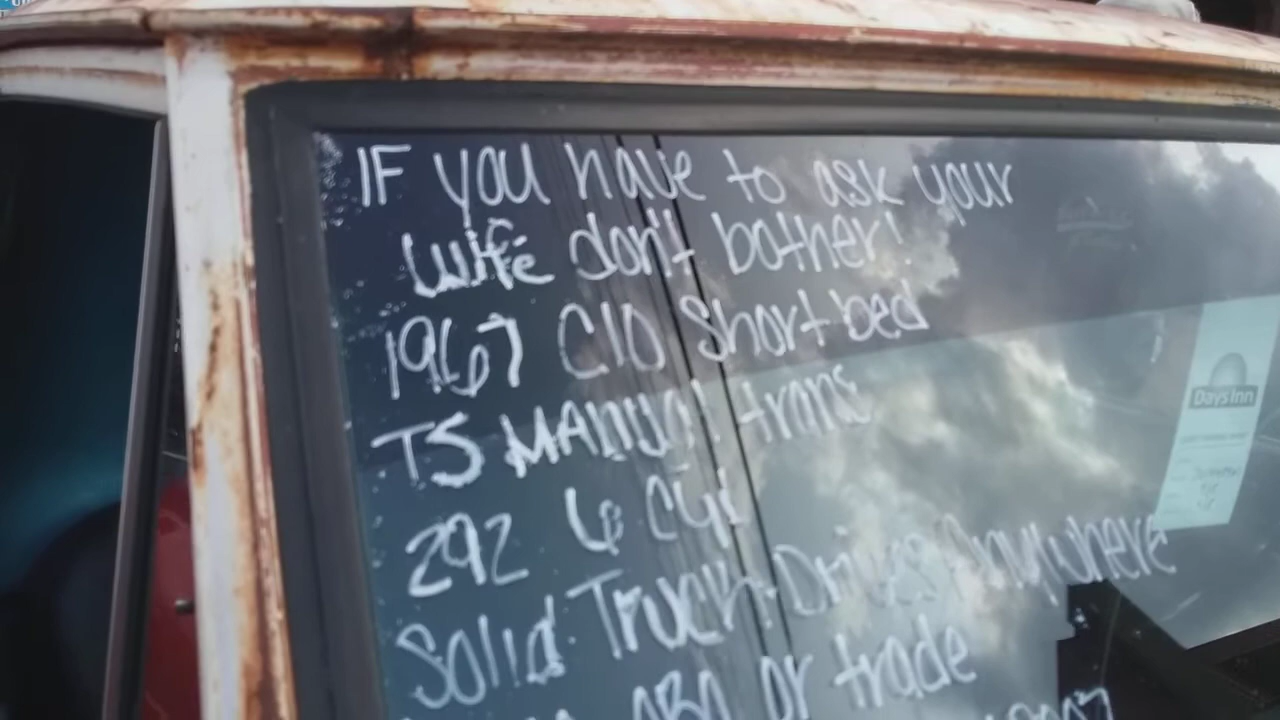 IF you have to ask your
wife don't bother!
1967 C10 Short bed
T5 MANUAl trans
292 6 Cyl
Solid Truck Drives Anywhere
OBO or trade
Days Inn